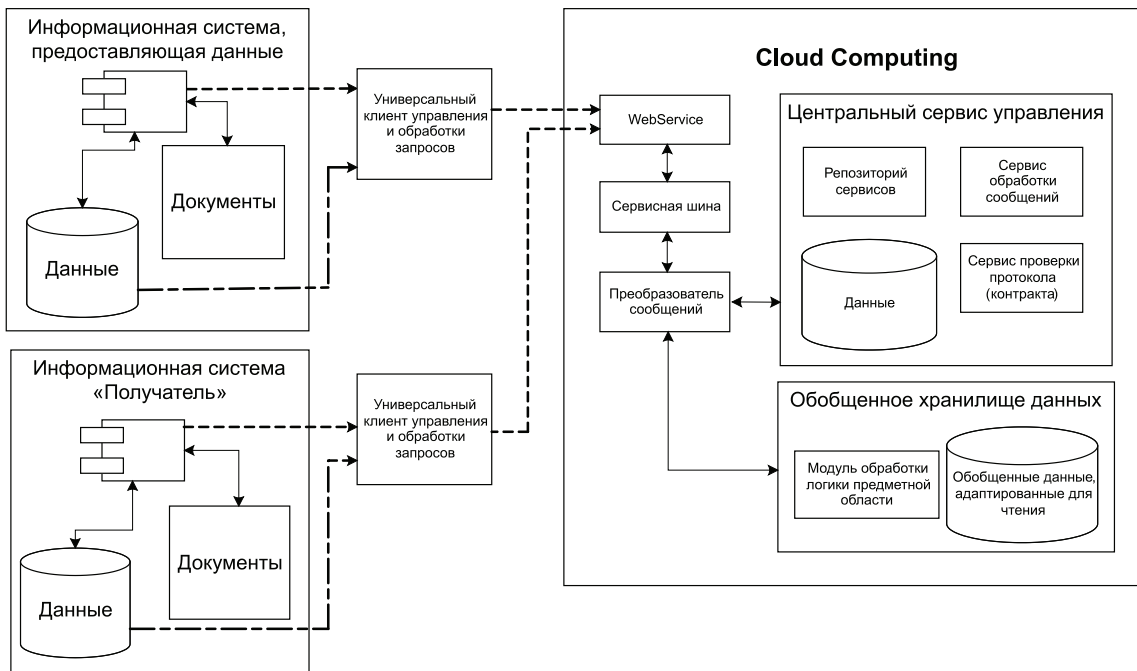 Информационная система,
предоставляющая данные
Документы
Данные
Информационная система
«Получатель»
Документы
Данные
Универсальный
клиент управления
и обработки
запросов
Универсальный
клиент управления
и обработки
запросов
Cloud Computing
WebService
Сервисная шина
Преобразователь
сообщений
Центральный сервис управления
Репозиторий
сервисов
Сервис
обработки
сообщений
Данные
Сервис проверки
протокола
(контракта)
Обобщенное хранилище данных
Модуль обработки
логики предметной
области
Обобщенные данные,
адаптированные для
чтения